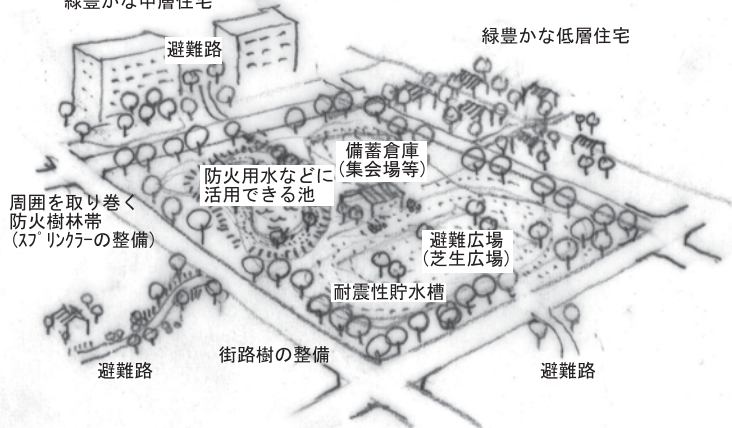 緑豊かな中層住宅
避難路
緑豊かな低層住宅
備蓄倉庫
(集会場等)
防火用水などに
活用できる池
周囲を取り巻く
防火樹林帯
(ｽﾌﾟﾘﾝｸﾗｰの整備)
避難広場
(芝生広場)
耐震性貯水槽
街路樹の整備
避難路
避難路